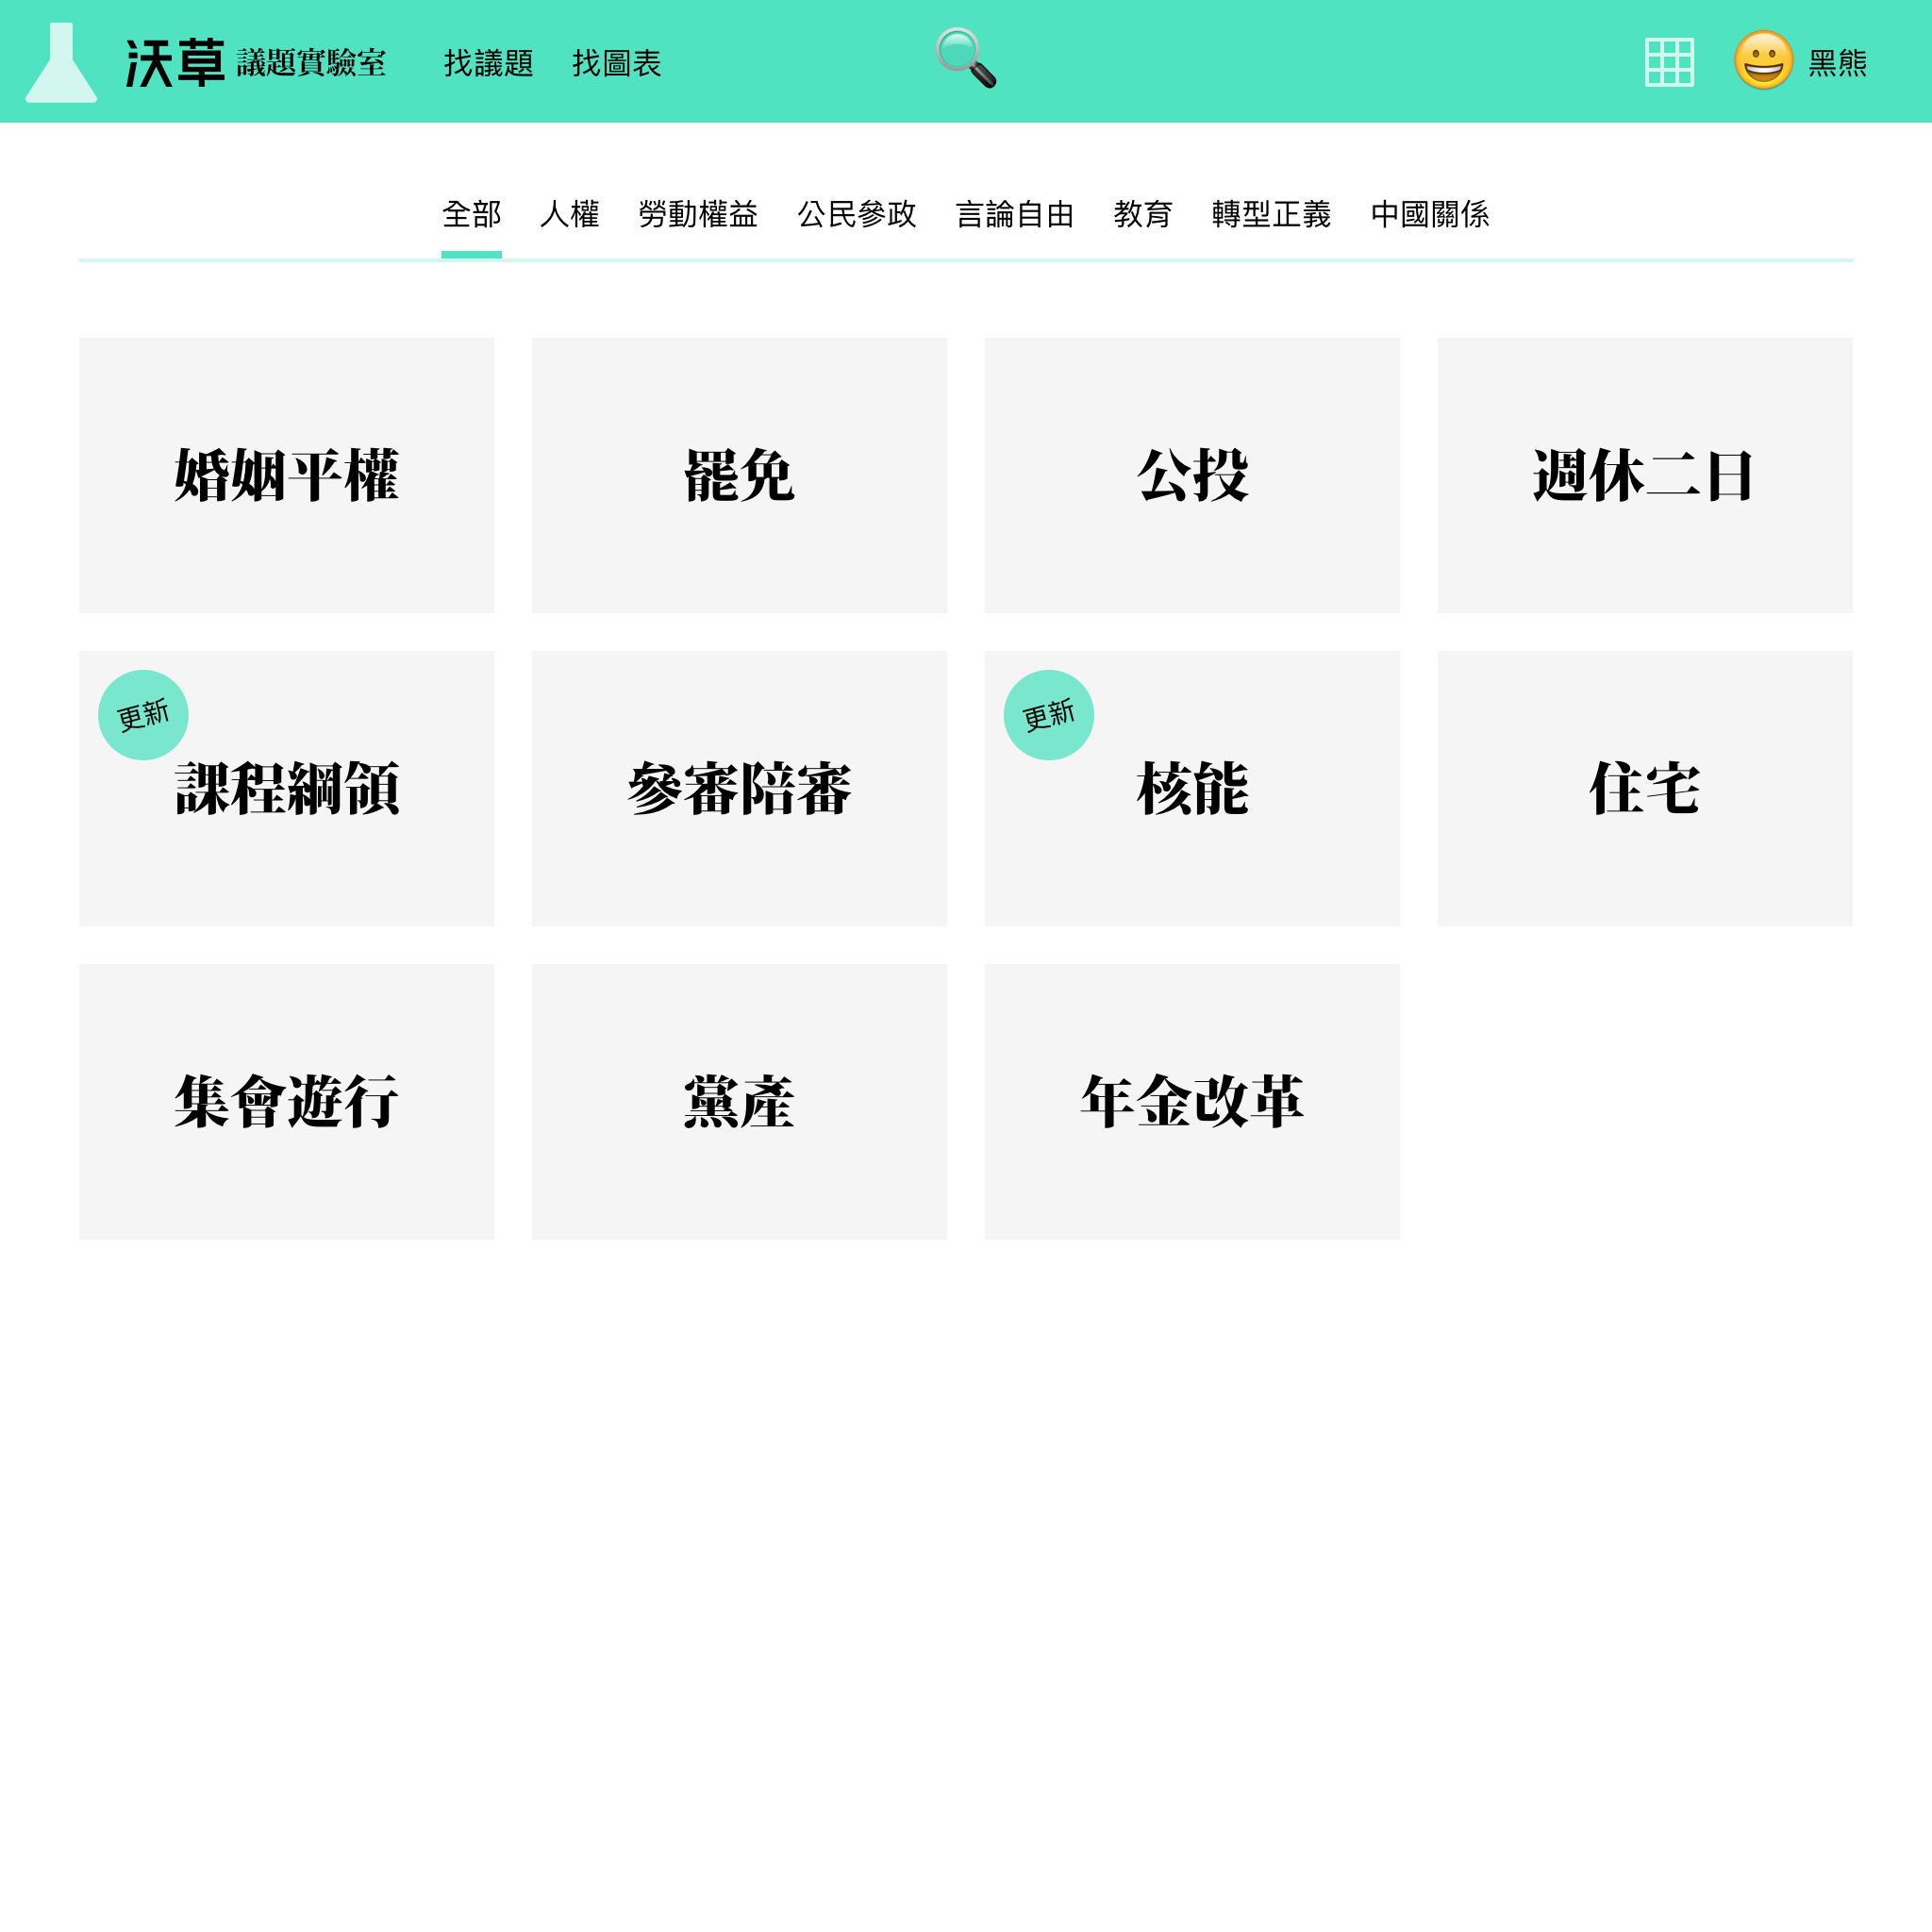 沃草 議題實驗室 找議題 找圖表 黑熊
全部 人權 勞動權益 公民參政 言論自由 教育 轉型正義 中國關係
婚姻平權 罷免 公投 週休二日
更新 更新
課程綱領 參審陪審 核能 住宅
集會遊行 黨產 年金改革